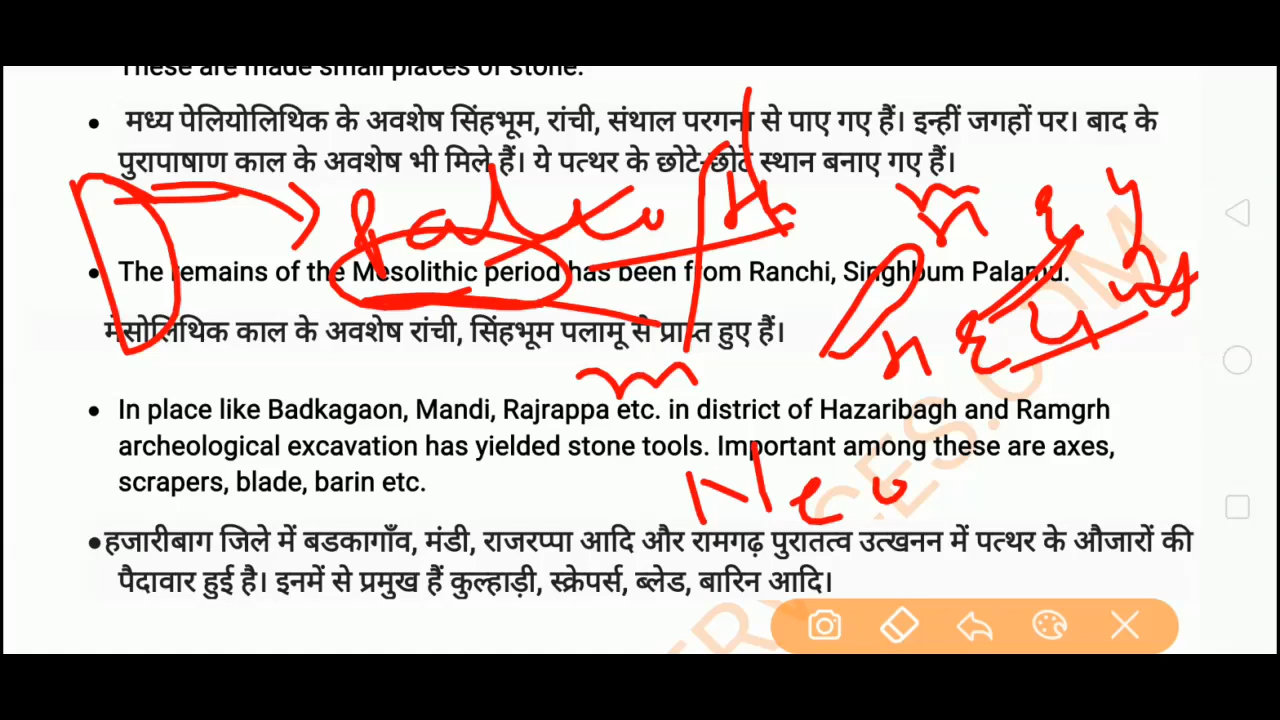 These are made small places of stone.
• मध्य पेलियोलिथिक के अवशेष सिंहभूम, रांची, संथाल परगना से पाए गए हैं। इन्हीं जगहों पर। बाद के
पुरापाषाण काल के अवशेष भी मिले हैं। ये पत्थर के छोटे-छोटे स्थान बनाए गए हैं।
• The remains of the Mesolithic period has been from Ranchi, Singhbum Palamu.
मेसोलिथिक काल के अवशेष रांची, सिंहभूम पलामू से प्राप्त हुए हैं।
• In place like Badkagaon, Mandi, Rajrappa etc. in district of Hazaribagh and Ramgrh
archeological excavation has yielded stone tools. Important among these are axes,
scrapers, blade, barin etc.
Neo
•हजारीबाग जिले में बडकागाँव, मंडी, राजरप्पा आदि और रामगढ़ पुरातत्व उत्खनन में पत्थर के औजारों की
पैदावार हुई है। इनमें से प्रमुख हैं कुल्हाड़ी, स्क्रेपर्स, ब्लेड, बारिन आदि।